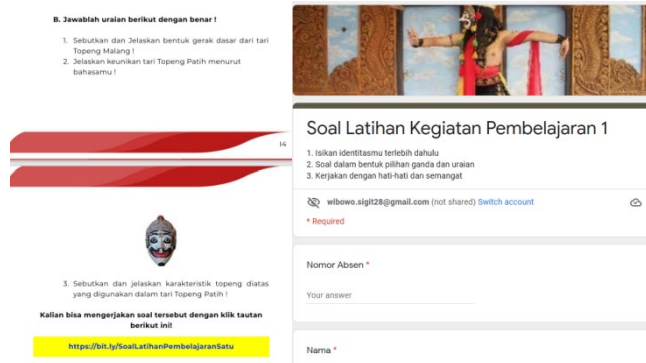 B. Jawablah uraian berikut dengan benar !
1. Sebutkan dan Jelaskan bentuk gerak dasar dari tari
Topeng Malang !
2. Jelaskan keunikan tari Topeng Patih menurut
bahasamu !
14
3. Sebutkan dan jelaskan karakteristik topeng diatas
yang digunakan dalam tari Topeng Patih !
Kalian bisa mengerjakan soal tersebut dengan klik tautan
berikut ini!
https://bit.ly/SoalLatihanPembelajaranSatu
Soal Latihan Kegiatan Pembelajaran 1
1. Isikan identitasmu terlebih dahulu
2. Soal dalam bentuk pilihan ganda dan uraian
3. Kerjakan dengan hati-hati dan semangat
wibowo.sigit28@gmail.com (not shared) Switch account
* Required
Nomor Absen *
Your answer
Nama *